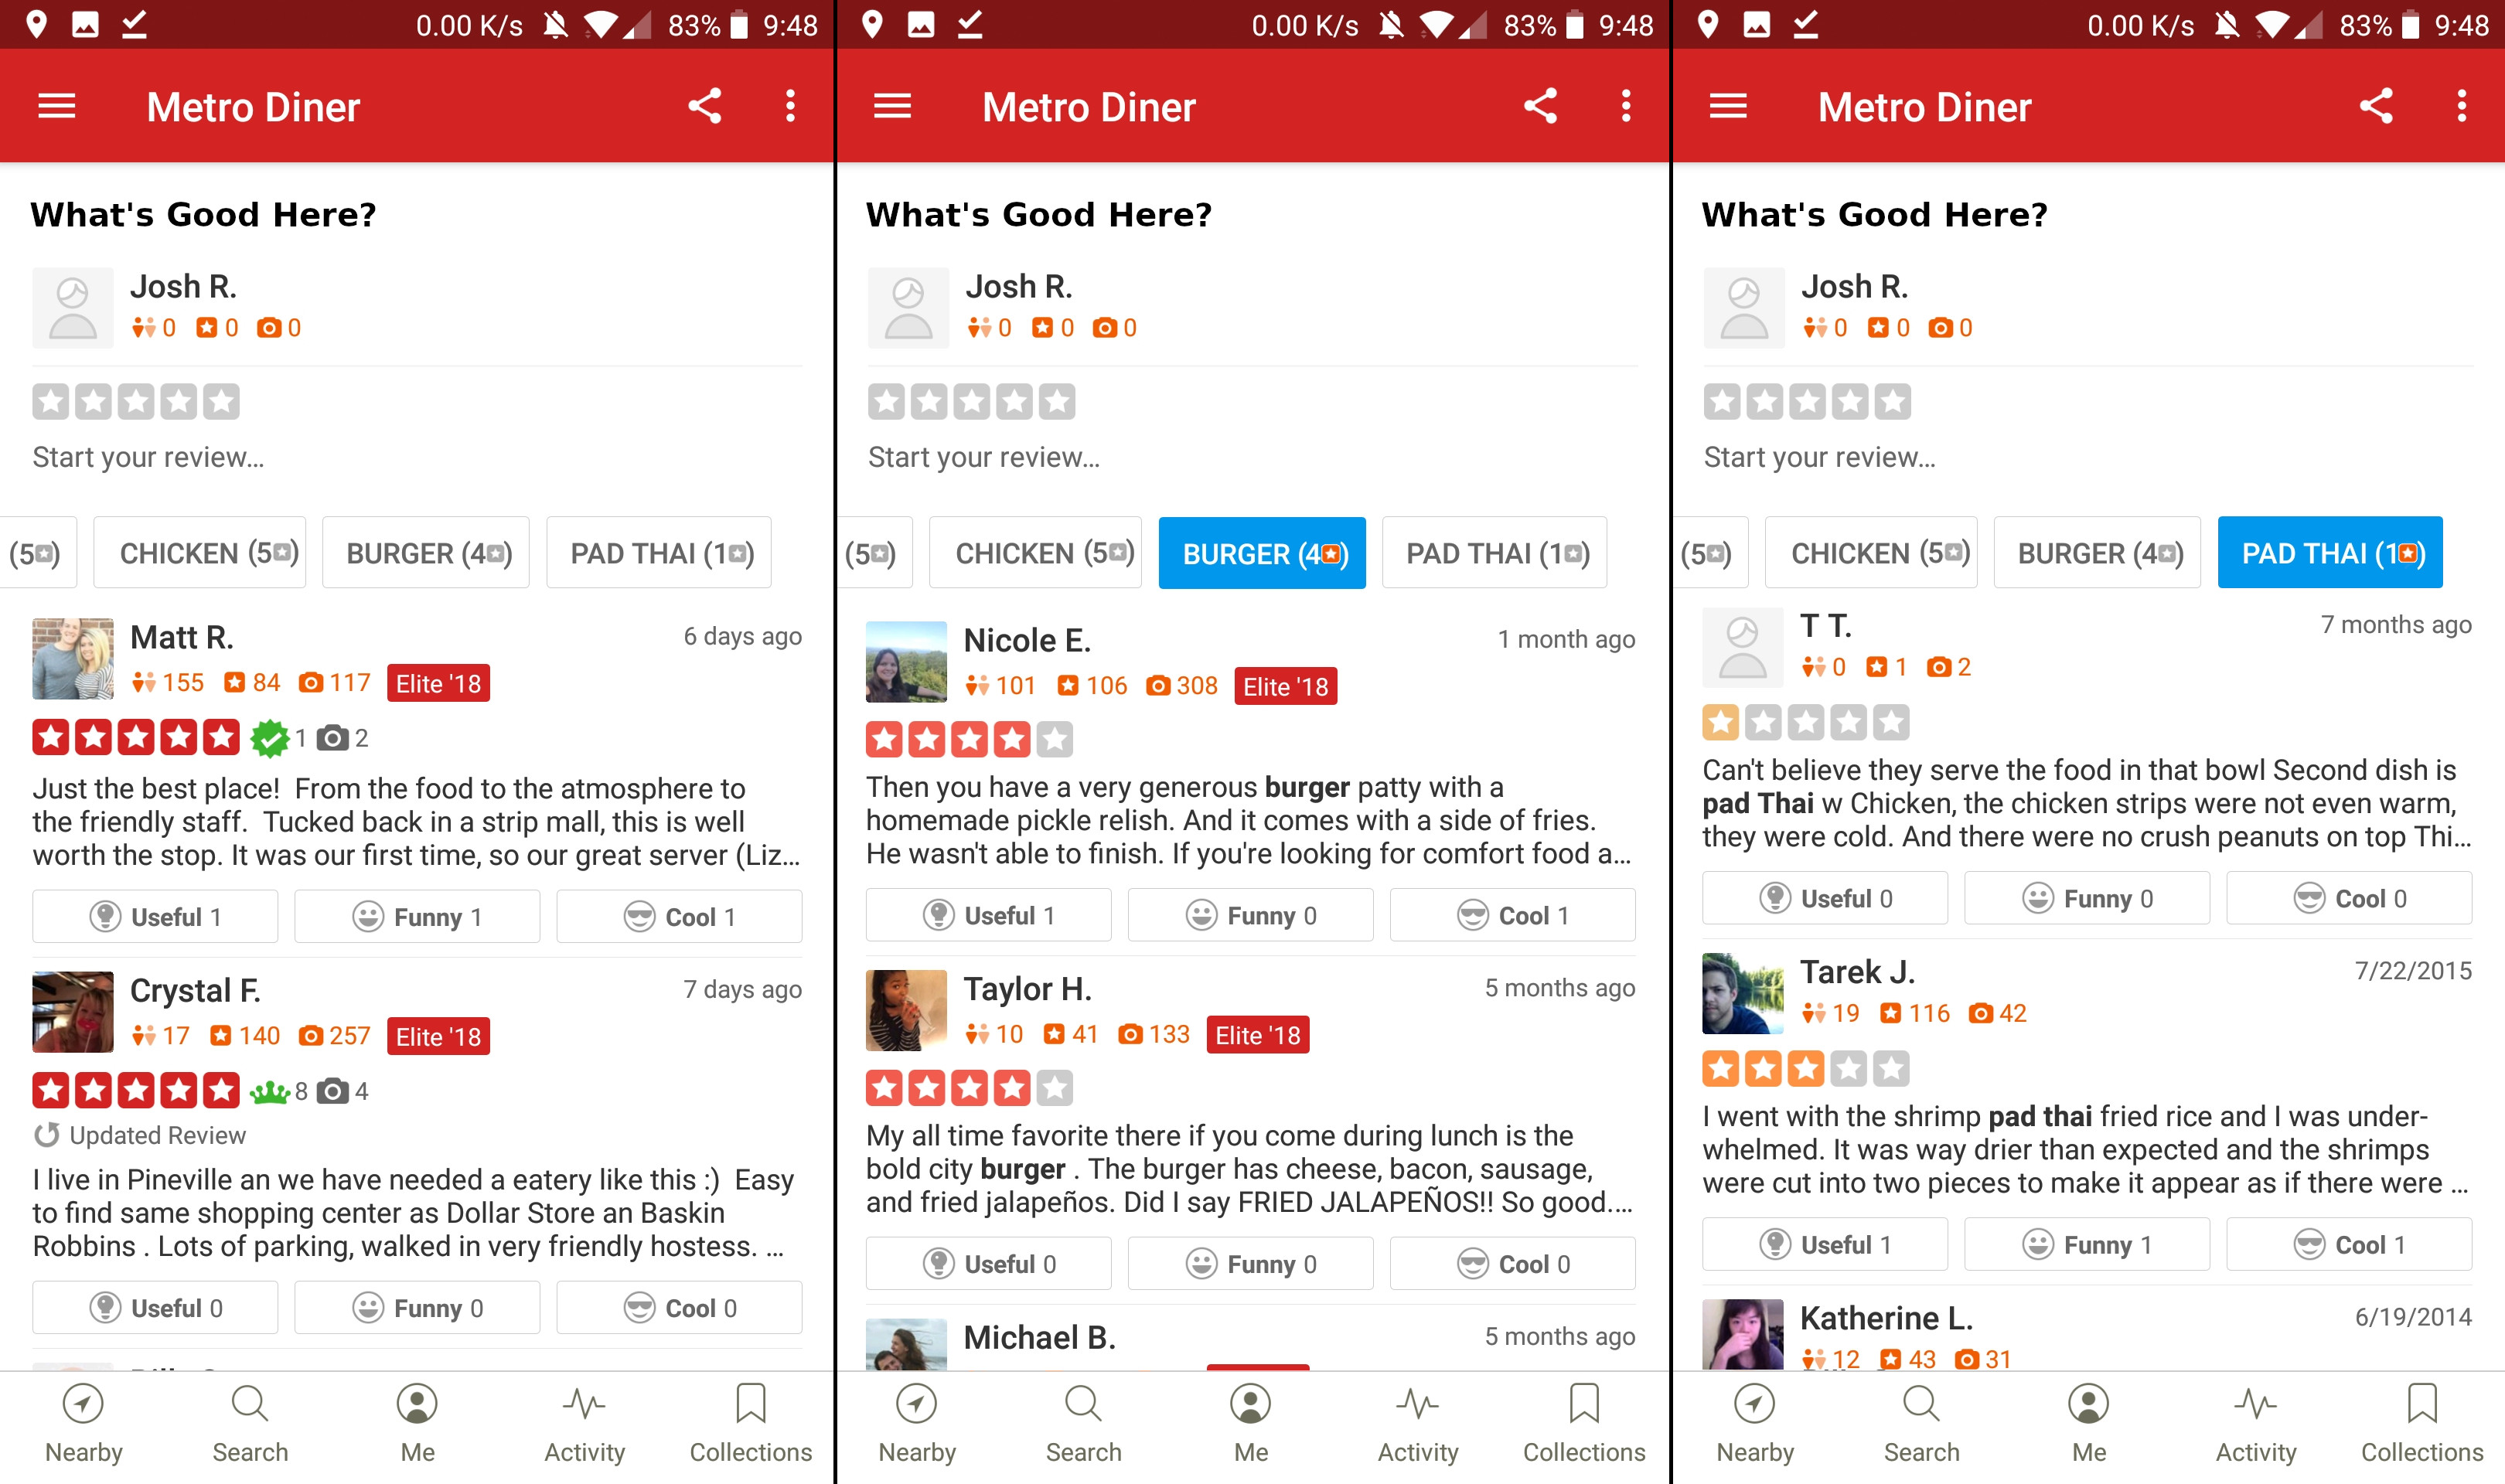 0.00 K/s 83% 9:48
Metro Diner
What's Good Here?
Josh R.
0 0 0
Start your review...
(5) CHICKEN (5) BURGER (4) PAD THAI (1)
Matt R. 6 days ago
155 84 117 Elite '18
1 2
Just the best place! From the food to the atmosphere to
the friendly staff. Tucked back in a strip mall, this is well
worth the stop. It was our first time, so our great server (Liz...
Useful 1 Funny 1 Cool 1
Crystal F. 7 days ago
17 140 257 Elite '18
8 4
Updated Review
I live in Pineville an we have needed a eatery like this :) Easy
to find same shopping center as Dollar Store an Baskin
Robbins . Lots of parking, walked in very friendly hostess. ...
Useful 0 Funny 0 Cool 0
Nearby Search Me Activity Collections
0.00 K/s 83% 9:48
Metro Diner
What's Good Here?
Josh R.
0 0 0
Start your review...
(5) CHICKEN (5) BURGER (4) PAD THAI (1)
Nicole E. 1 month ago
101 106 308 Elite '18
Then you have a very generous burger patty with a
homemade pickle relish. And it comes with a side of fries.
He wasn't able to finish. If you're looking for comfort food a...
Useful 1 Funny 0 Cool 1
Taylor H. 5 months ago
10 41 133 Elite '18
My all time favorite there if you come during lunch is the
bold city burger . The burger has cheese, bacon, sausage,
and fried jalapeños. Did I say FRIED JALAPEÑOS!! So good....
Useful 0 Funny 0 Cool 0
Michael B. 5 months ago
Nearby Search Me Activity Collections
0.00 K/s 83% 9:48
Metro Diner
What's Good Here?
Josh R.
0 0 0
Start your review...
(5) CHICKEN (5) BURGER (4) PAD THAI (1)
T T. 7 months ago
0 1 2
Can't believe they serve the food in that bowl Second dish is
pad Thai w Chicken, the chicken strips were not even warm,
they were cold. And there were no crush peanuts on top Thi...
Useful 0 Funny 0 Cool 0
Tarek J. 7/22/2015
19 116 42
I went with the shrimp pad thai fried rice and I was under-
whelmed. It was way drier than expected and the shrimps
were cut into two pieces to make it appear as if there were ...
Useful 1 Funny 1 Cool 1
Katherine L. 6/19/2014
12 43 31
Nearby Search Me Activity Collections